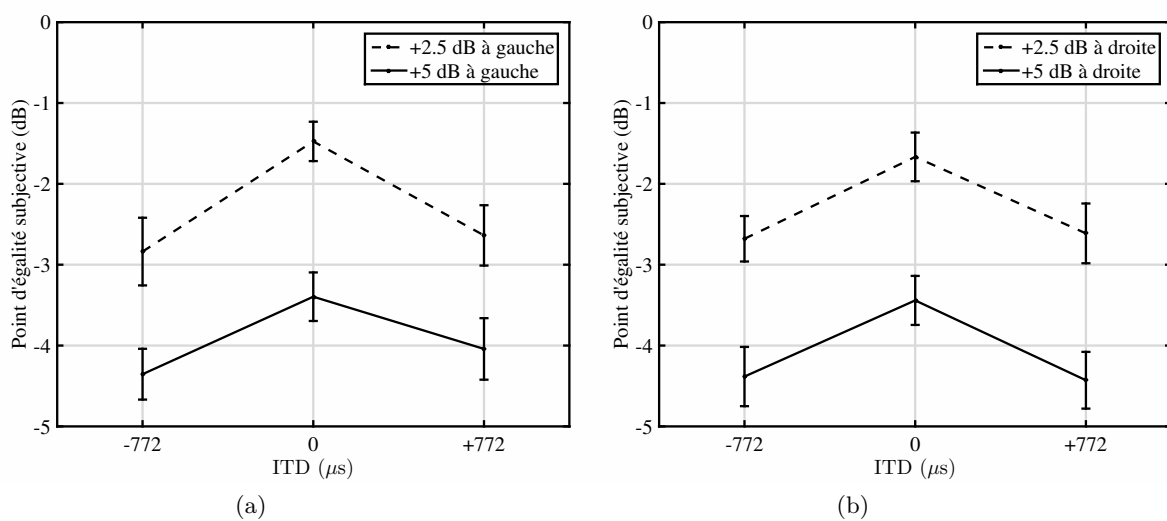 0
-1
-2
-3
-4
-5
Point d'égalité subjective (dB)
+2.5 dB à gauche
+5 dB à gauche
-772
0
+772
ITD (μs)
(a)
0
-1
-2
-3
-4
-5
Point d'égalité subjective (dB)
+2.5 dB à droite
+5 dB à droite
-772
0
+772
ITD (μs)
(b)